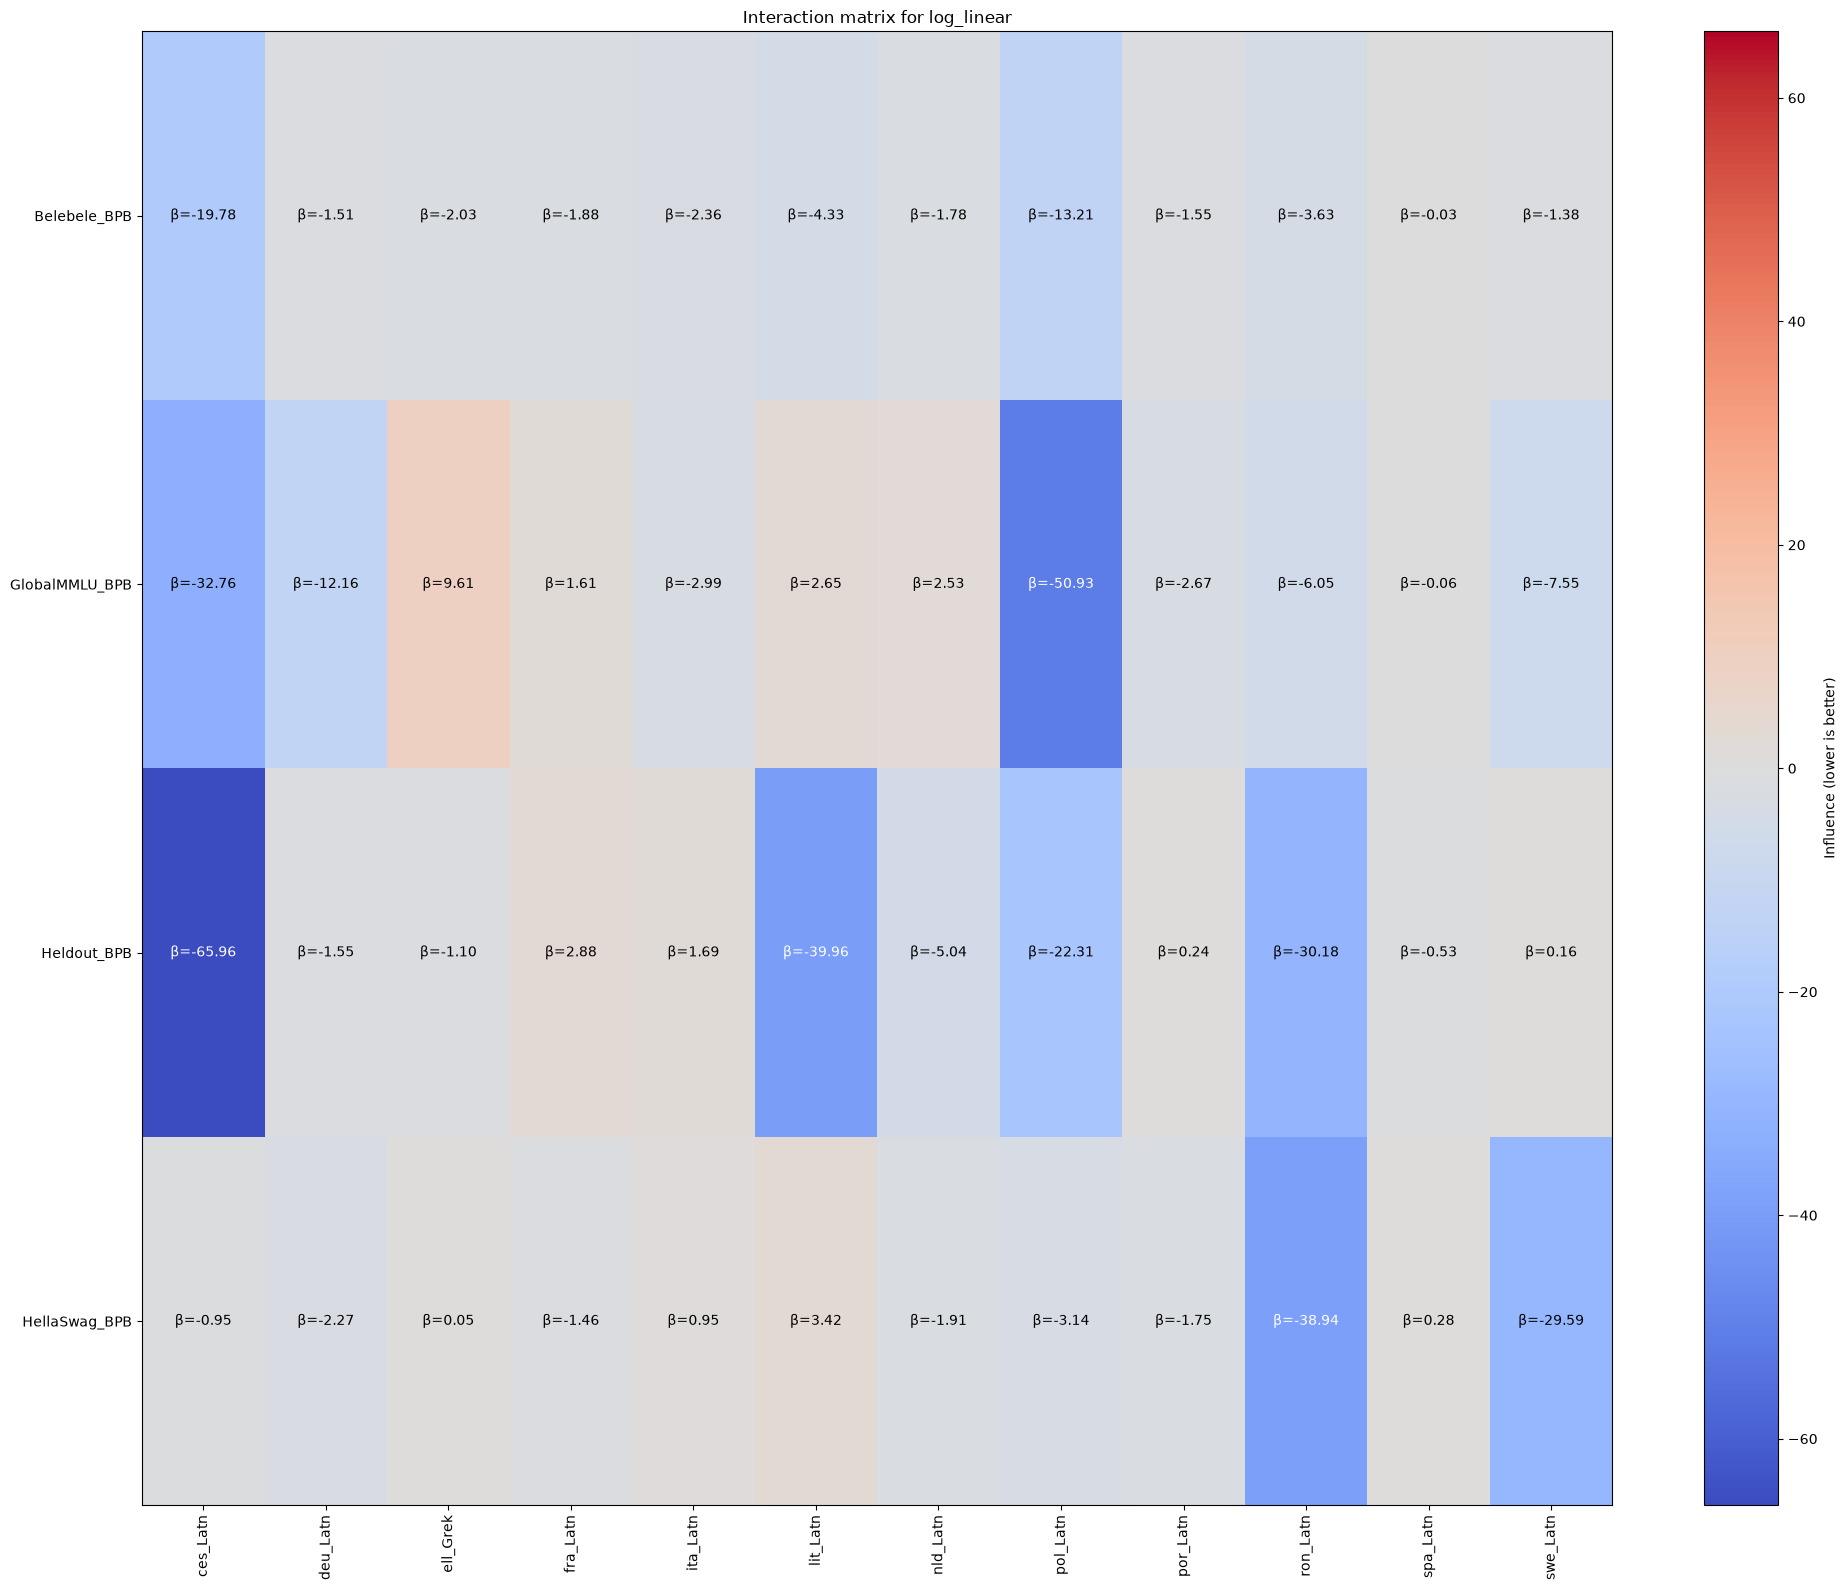 Interaction matrix for log_linear
Belebele_BPB
β=-19.78 β=-1.51 β=-2.03 β=-1.88 β=-2.36 β=-4.33 β=-1.78 β=-13.21 β=-1.55 β=-3.63 β=-0.03 β=-1.38
GlobalMMLU_BPB
β=-32.76 β=-12.16 β=9.61 β=1.61 β=-2.99 β=2.65 β=2.53 β=-50.93 β=-2.67 β=-6.05 β=-0.06 β=-7.55
Heldout_BPB
β=-65.96 β=-1.55 β=-1.10 β=2.88 β=1.69 β=-39.96 β=-5.04 β=-22.31 β=0.24 β=-30.18 β=-0.53 β=0.16
HellaSwag_BPB
β=-0.95 β=-2.27 β=0.05 β=-1.46 β=0.95 β=3.42 β=-1.91 β=-3.14 β=-1.75 β=-38.94 β=0.28 β=-29.59
ces_Latn
deu_Latn
ell_Grek
fra_Latn
ita_Latn
lit_Latn
nld_Latn
pol_Latn
por_Latn
ron_Latn
spa_Latn
swe_Latn
60
40
20
0
−20
−40
−60
Influence (lower is better)